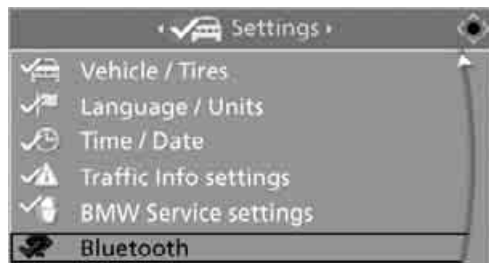 Settings
Vehicle / Tires
Language / Units
Time / Date
Traffic Info settings
BMW Service settings
Bluetooth